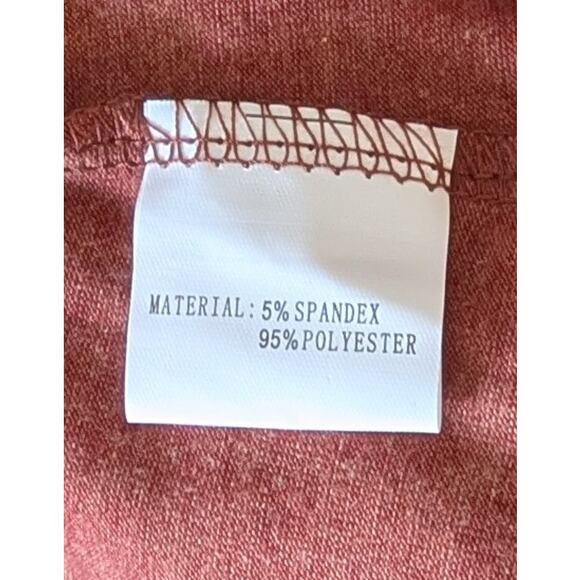 MATERIAL: 5% SPANDEX
95% POLYESTER